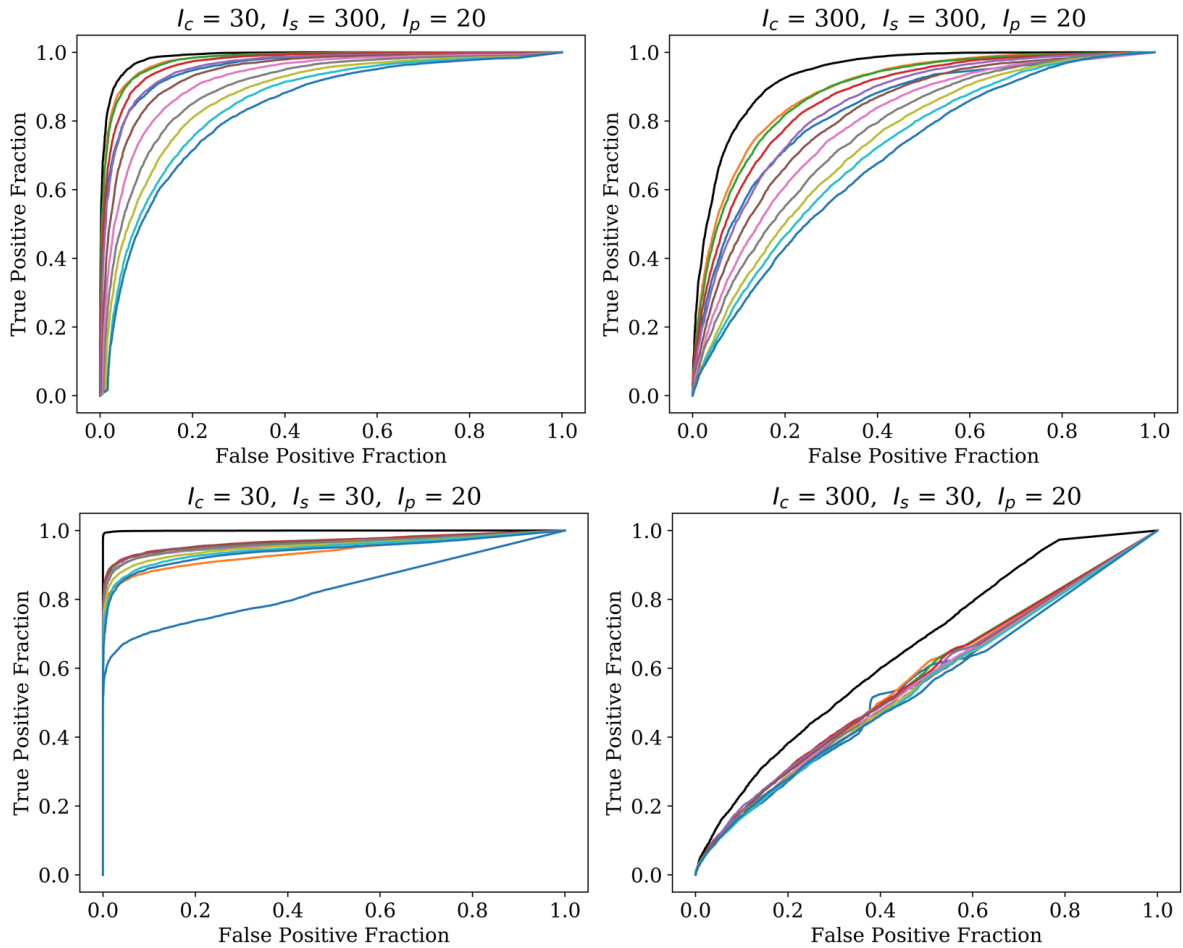 I_c = 30, I_s = 300, I_p = 20
1.0
0.8
0.6
0.4
0.2
0.0
True Positive Fraction
0.0 0.2 0.4 0.6 0.8 1.0
False Positive Fraction
I_c = 300, I_s = 300, I_p = 20
1.0
0.8
0.6
0.4
0.2
0.0
True Positive Fraction
0.0 0.2 0.4 0.6 0.8 1.0
False Positive Fraction
I_c = 30, I_s = 30, I_p = 20
1.0
0.8
0.6
0.4
0.2
0.0
True Positive Fraction
0.0 0.2 0.4 0.6 0.8 1.0
False Positive Fraction
I_c = 300, I_s = 30, I_p = 20
1.0
0.8
0.6
0.4
0.2
0.0
True Positive Fraction
0.0 0.2 0.4 0.6 0.8 1.0
False Positive Fraction